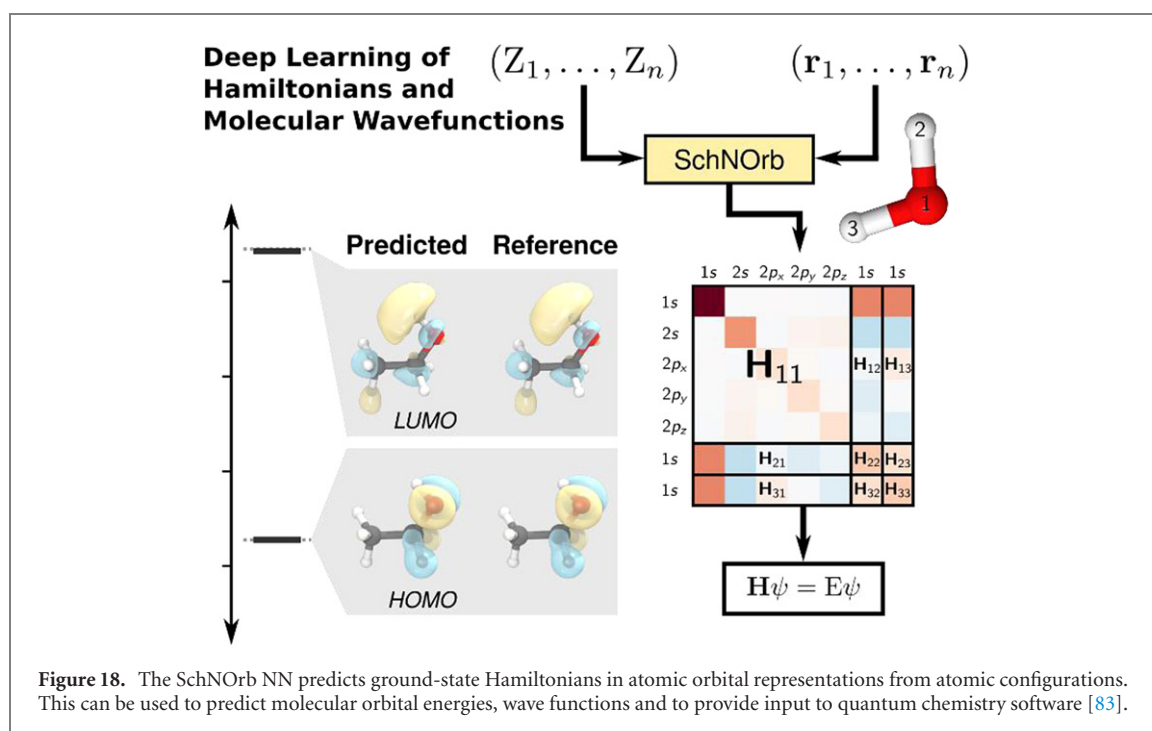 Deep Learning of
Hamiltonians and
Molecular Wavefunctions
(Z₁, . . . , Zₙ)
(𝐫₁, . . . , 𝐫ₙ)
SchNOrb
2
1
3
Predicted Reference
LUMO
HOMO
1s 2s 2pₓ 2pᵧ 2p_z 1s 1s
1s
2s
2pₓ
2pᵧ
2p_z
1s
1s
H₁₁
H₁₂ H₁₃
H₂₁ H₂₂ H₂₃
H₃₁ H₃₂ H₃₃
Hψ = Eψ
Figure 18. The SchNOrb NN predicts ground-state Hamiltonians in atomic orbital representations from atomic configurations.
This can be used to predict molecular orbital energies, wave functions and to provide input to quantum chemistry software [83].